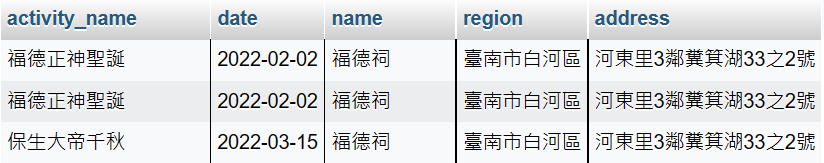 activity_name date name region address
福德正神聖誕 2022-02-02 福德祠 臺南市白河區 河東里3鄰糞箕湖33之2號
福德正神聖誕 2022-02-02 福德祠 臺南市白河區 河東里3鄰糞箕湖33之2號
保生大帝千秋 2022-03-15 福德祠 臺南市白河區 河東里3鄰糞箕湖33之2號